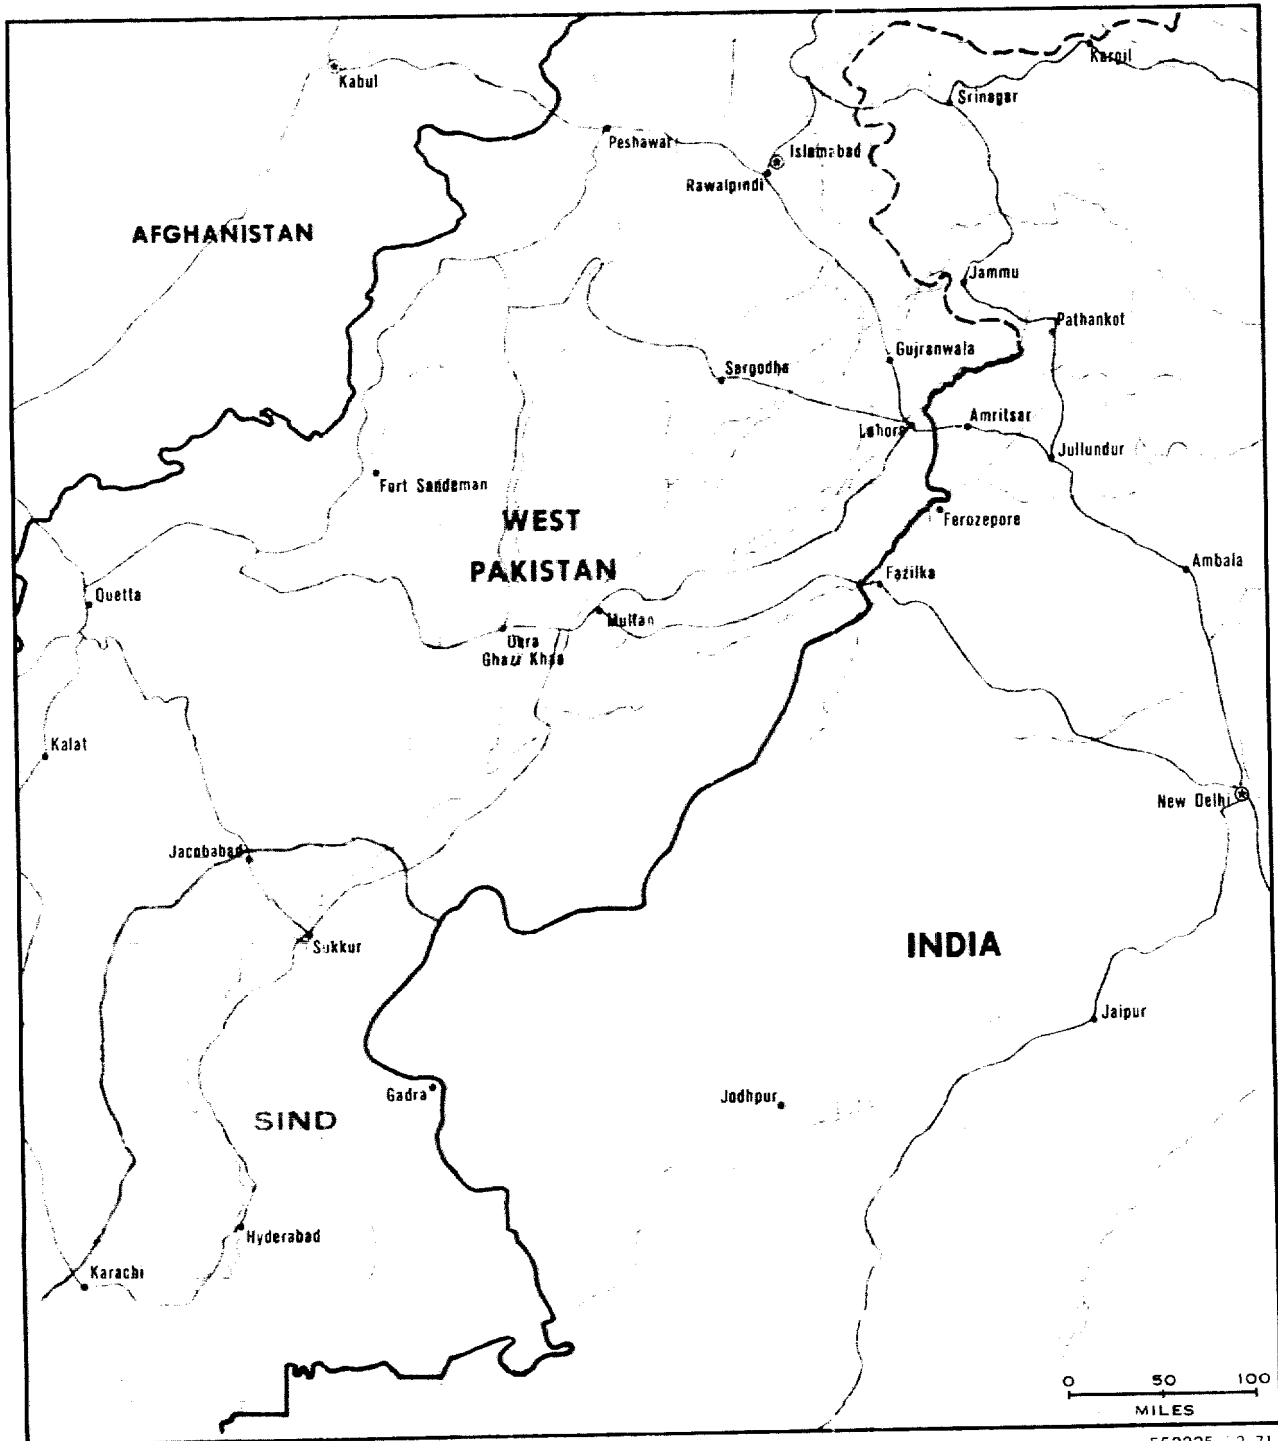 Kabul
Kargil
Srinagar
Peshawar
Islamabad
Rawalpindi
AFGHANISTAN
Jammu
Pathankot
Gujranwala
Sargodha
Amritsar
Lahore
Jullundur
Fort Sandeman
WEST
PAKISTAN
Ferozepore
Ambala
Fazilka
Quetta
Multan
Dera
Ghazi Khan
Kalat
New Delhi
Jacobabad
Sukkur
INDIA
Jaipur
Gadra
Jodhpur
SIND
Hyderabad
Karachi
0 50 100
MILES